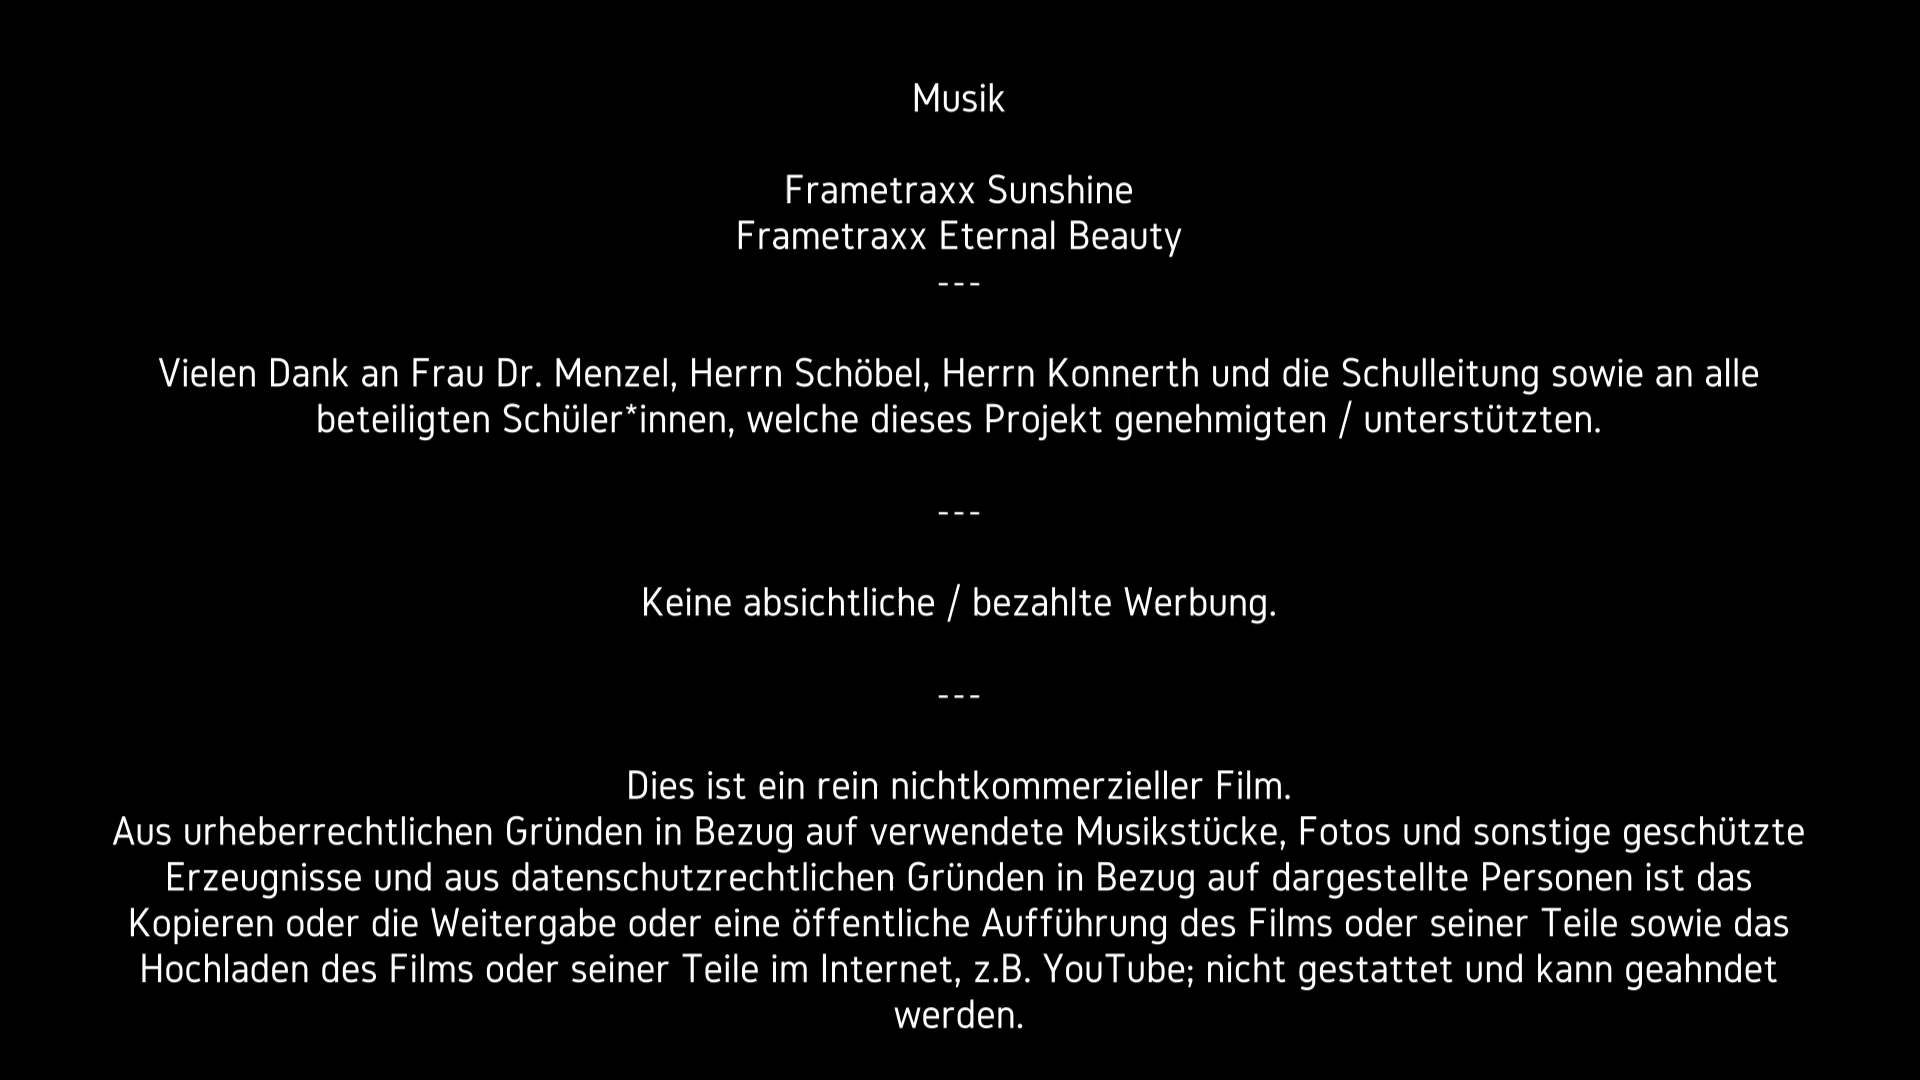 Musik
Frametraxx Sunshine
Frametraxx Eternal Beauty
---
Vielen Dank an Frau Dr. Menzel, Herrn Schöbel, Herrn Konnerth und die Schulleitung sowie an alle
beteiligten Schüler*innen, welche dieses Projekt genehmigten / unterstützten.
---
Keine absichtliche / bezahlte Werbung.
---
Dies ist ein rein nichtkommerzieller Film.
Aus urheberrechtlichen Gründen in Bezug auf verwendete Musikstücke, Fotos und sonstige geschützte
Erzeugnisse und aus datenschutzrechtlichen Gründen in Bezug auf dargestellte Personen ist das
Kopieren oder die Weitergabe oder eine öffentliche Aufführung des Films oder seiner Teile sowie das
Hochladen des Films oder seiner Teile im Internet, z.B. YouTube; nicht gestattet und kann geahndet
werden.